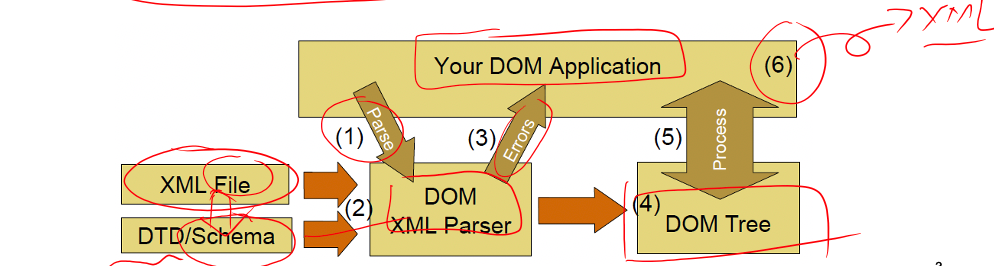 XML
Your DOM Application
(6)
(1)
Parse
(3)
Errors
(5)
Process
XML File
DTD/Schema
(2)
DOM
XML Parser
(4)
DOM Tree